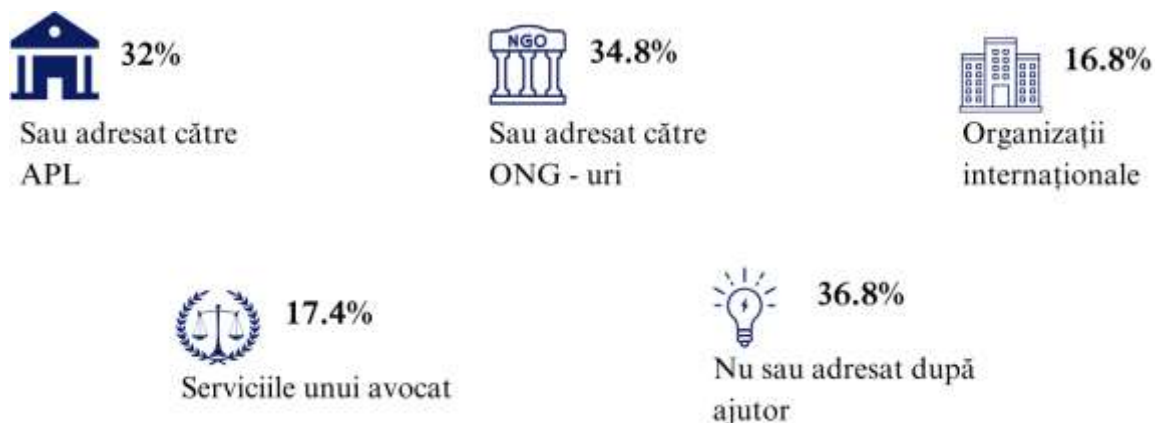 32%
Sau adresat către
APL
NGO
34.8%
Sau adresat către
ONG - uri
16.8%
Organizații
internaționale
17.4%
Serviciile unui avocat
36.8%
Nu sau adresat după
ajutor